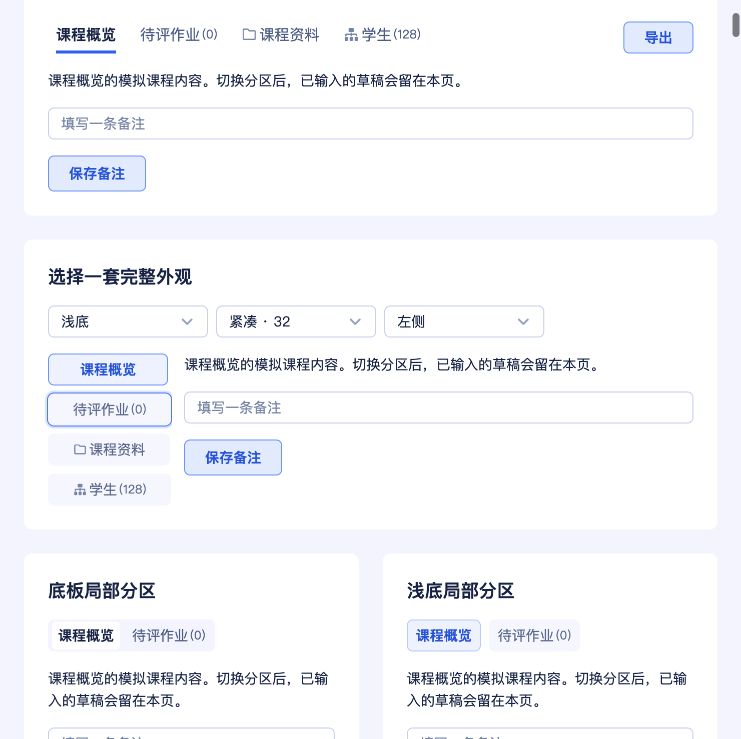 课程概览 待评作业(0) 课程资料 学生(128) 导出
课程概览的模拟课程内容。切换分区后，已输入的草稿会留在本页。
填写一条备注
保存备注
选择一套完整外观
浅底 紧凑 · 32 左侧
课程概览
待评作业(0)
课程资料
学生(128)
课程概览的模拟课程内容。切换分区后，已输入的草稿会留在本页。
填写一条备注
保存备注
底板局部分区
课程概览 待评作业(0)
课程概览的模拟课程内容。切换分区后，已输
入的草稿会留在本页。
浅底局部分区
课程概览 待评作业(0)
课程概览的模拟课程内容。切换分区后，已输
入的草稿会留在本页。